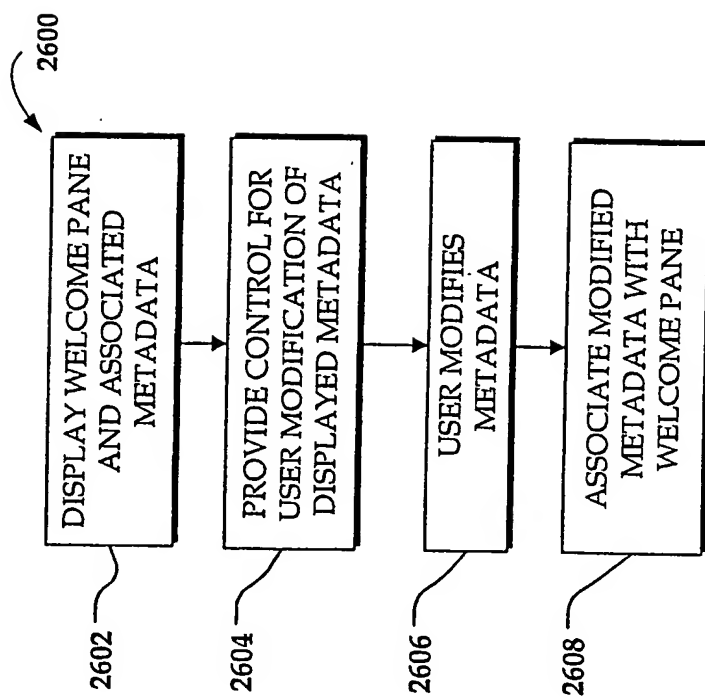 2600
DISPLAY WELCOME PANE
AND ASSOCIATED
METADATA
2602
PROVIDE CONTROL FOR
USER MODIFICATION OF
DISPLAYED METADATA
2604
USER MODIFIES
METADATA
2606
ASSOCIATE MODIFIED
METADATA WITH
WELCOME PANE
2608